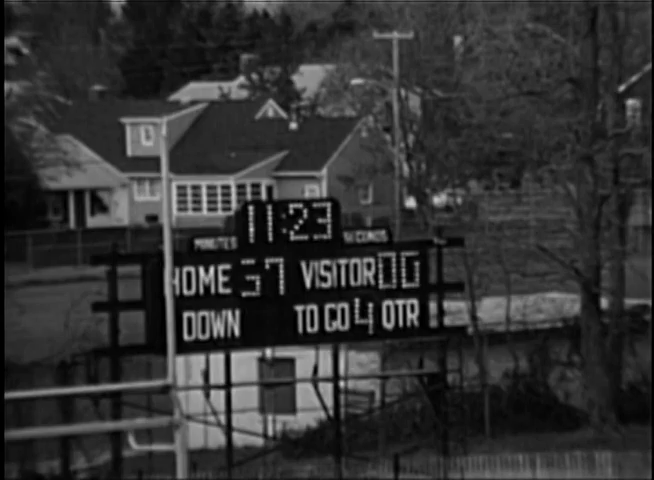 11:23
MINUTES SECONDS
HOME 37 VISITOR 06
DOWN TO GO 4 QTR